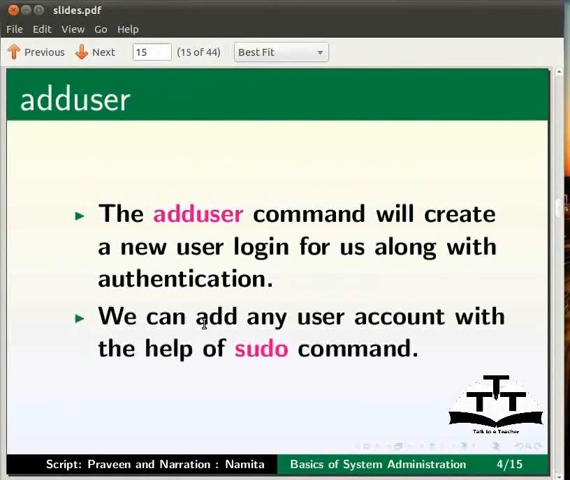 slides.pdf
File Edit View Go Help
Previous Next 15 (15 of 44) Best Fit
adduser
The adduser command will create
a new user login for us along with
authentication.
We can add any user account with
the help of sudo command.
TTT
Talk to a Teacher
Script: Praveen and Narration : Namita Basics of System Administration 4/15